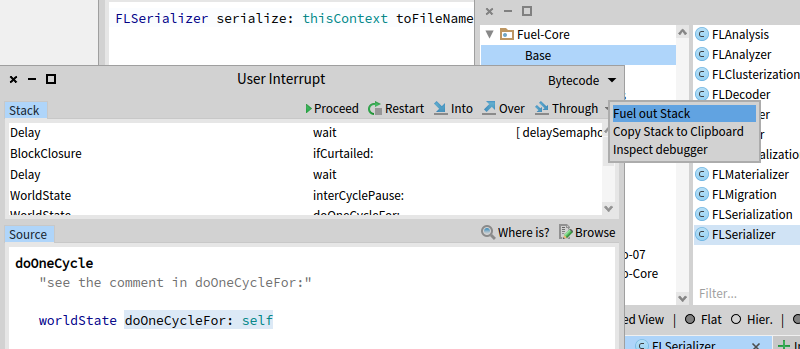 FLSerializer serialize: thisContext toFileName
Fuel-Core
Base
FLAnalysis
FLAnalyzer
FLClusterization
FLDecoder
FLMaterializer
FLMigration
FLSerialization
FLSerializer
Filter...
User Interrupt
Bytecode
Stack
Proceed
Restart
Into
Over
Through
Fuel out Stack
Copy Stack to Clipboard
Inspect debugger
Delay wait [ delaySemapho
BlockClosure ifCurtailed:
Delay wait
WorldState interCyclePause:
WorldState doOneCycleFor:
Source
Where is?
Browse
doOneCycle
"see the comment in doOneCycleFor:"
worldState doOneCycleFor: self
o-07
o-Core
ed View | Flat Hier. |
FLSerializer